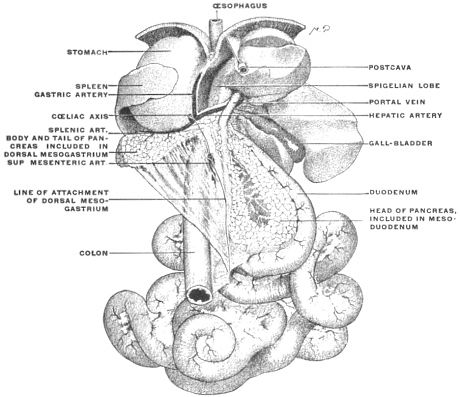 ŒSOPHAGUS
STOMACH
SPLEEN
GASTRIC ARTERY
CŒLIAC AXIS
SPLENIC ART.
BODY AND TAIL OF PAN-
CREAS INCLUDED IN
DORSAL MESOGASTRIUM
SUP MESENTERIC ART.
LINE OF ATTACHMENT
OF DORSAL MESO-
GASTRIUM
COLON
POSTCAVA
SPIGELIAN LOBE
PORTAL VEIN
HEPATIC ARTERY
GALL-BLADDER
DUODENUM
HEAD OF PANCREAS,
INCLUDED IN MESO-
DUODENUM